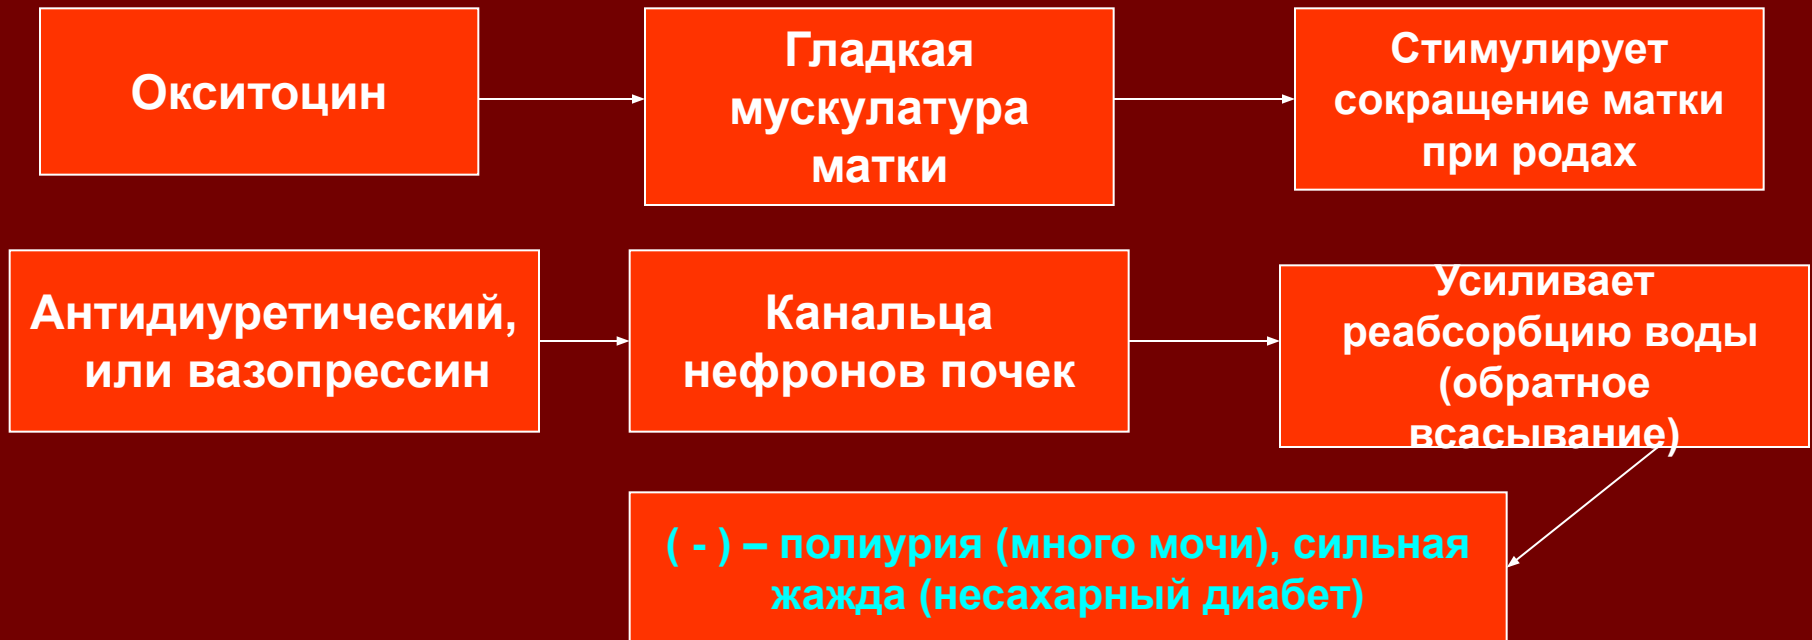 Окситоцин
Гладкая
мускулатура
матки
Стимулирует
сокращение матки
при родах
Антидиуретический,
или вазопрессин
Канальца
нефронов почек
Усиливает
реабсорбцию воды
(обратное
всасывание)
( - ) – полиурия (много мочи), сильная
жажда (несахарный диабет)